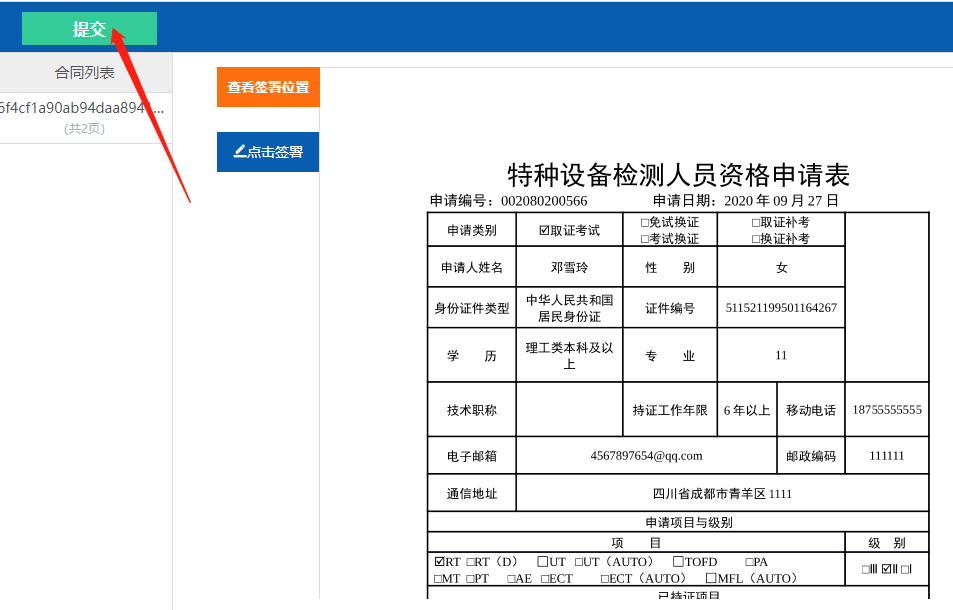 提交
合同列表
5f4cf1a90ab94daa894
(共2页)
查看签署位置
点击签署
特种设备检测人员资格申请表
申请编号：002080200566 申请日期：2020 年 09 月 27 日
申请类别 ☑取证考试 □免试换证 □考试换证 □取证补考 □换证补考
申请人姓名 邓雪玲 性 别 女
身份证件类型 中华人民共和国居民身份证 证件编号 511521199501164267
学 历 理工类本科及以上 专 业 11
技术职称 持证工作年限 6 年以上 移动电话 18755555555
电子邮箱 4567897654@qq.com 邮政编码 111111
通信地址 四川省成都市青羊区 1111
申请项目与级别
项 目 级 别
☑RT □RT（D） □UT □UT（AUTO） □TOFD □PA
□MT □PT □AE □ECT □ECT（AUTO） □MFL（AUTO）
□Ⅲ ☑Ⅱ □Ⅰ
已持证项目